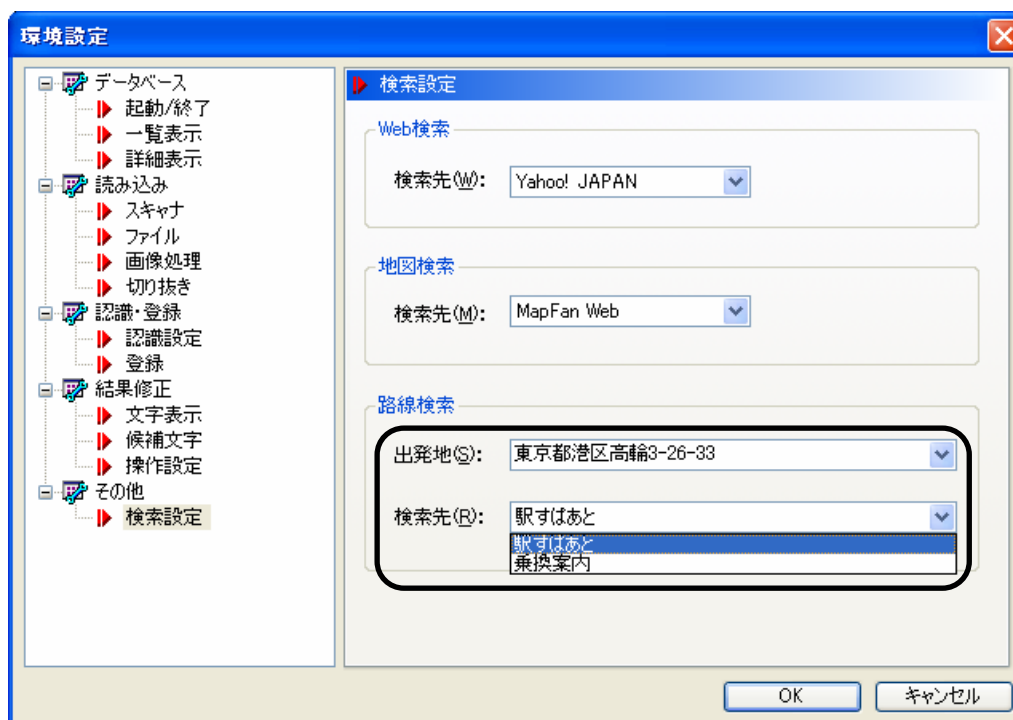 環境設定
データベース
起動/終了
一覧表示
詳細表示
読み込み
スキャナ
ファイル
画像処理
切り抜き
認識・登録
認識設定
登録
結果修正
文字表示
候補文字
操作設定
その他
検索設定
検索設定
Web検索
検索先(W): Yahoo! JAPAN
地図検索
検索先(M): MapFan Web
路線検索
出発地(S): 東京都港区高輪3-26-33
検索先(R): 駅すぱあと
駅すぱあと
乗換案内
OK キャンセル